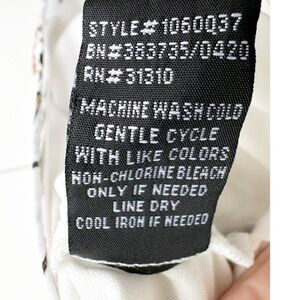 STYLE#1060Q37
BN#383735/0420
RN#31310
MACHINE WASH COLD
GENTLE CYCLE
WITH LIKE COLORS
NON-CHLORINE BLEACH
ONLY IF NEEDED
LINE DRY
COOL IRON IF NEEDED